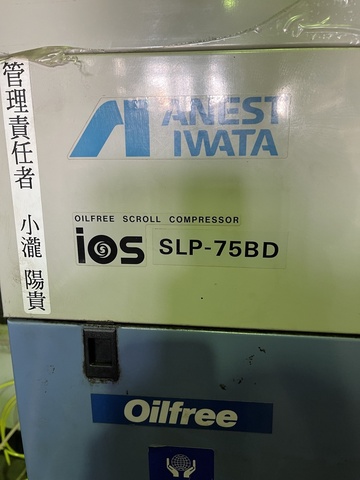 管理責任者 小瀧 陽貴
ANEST
IWATA
OILFREE SCROLL COMPRESSOR
ios SLP-75BD
Oilfree